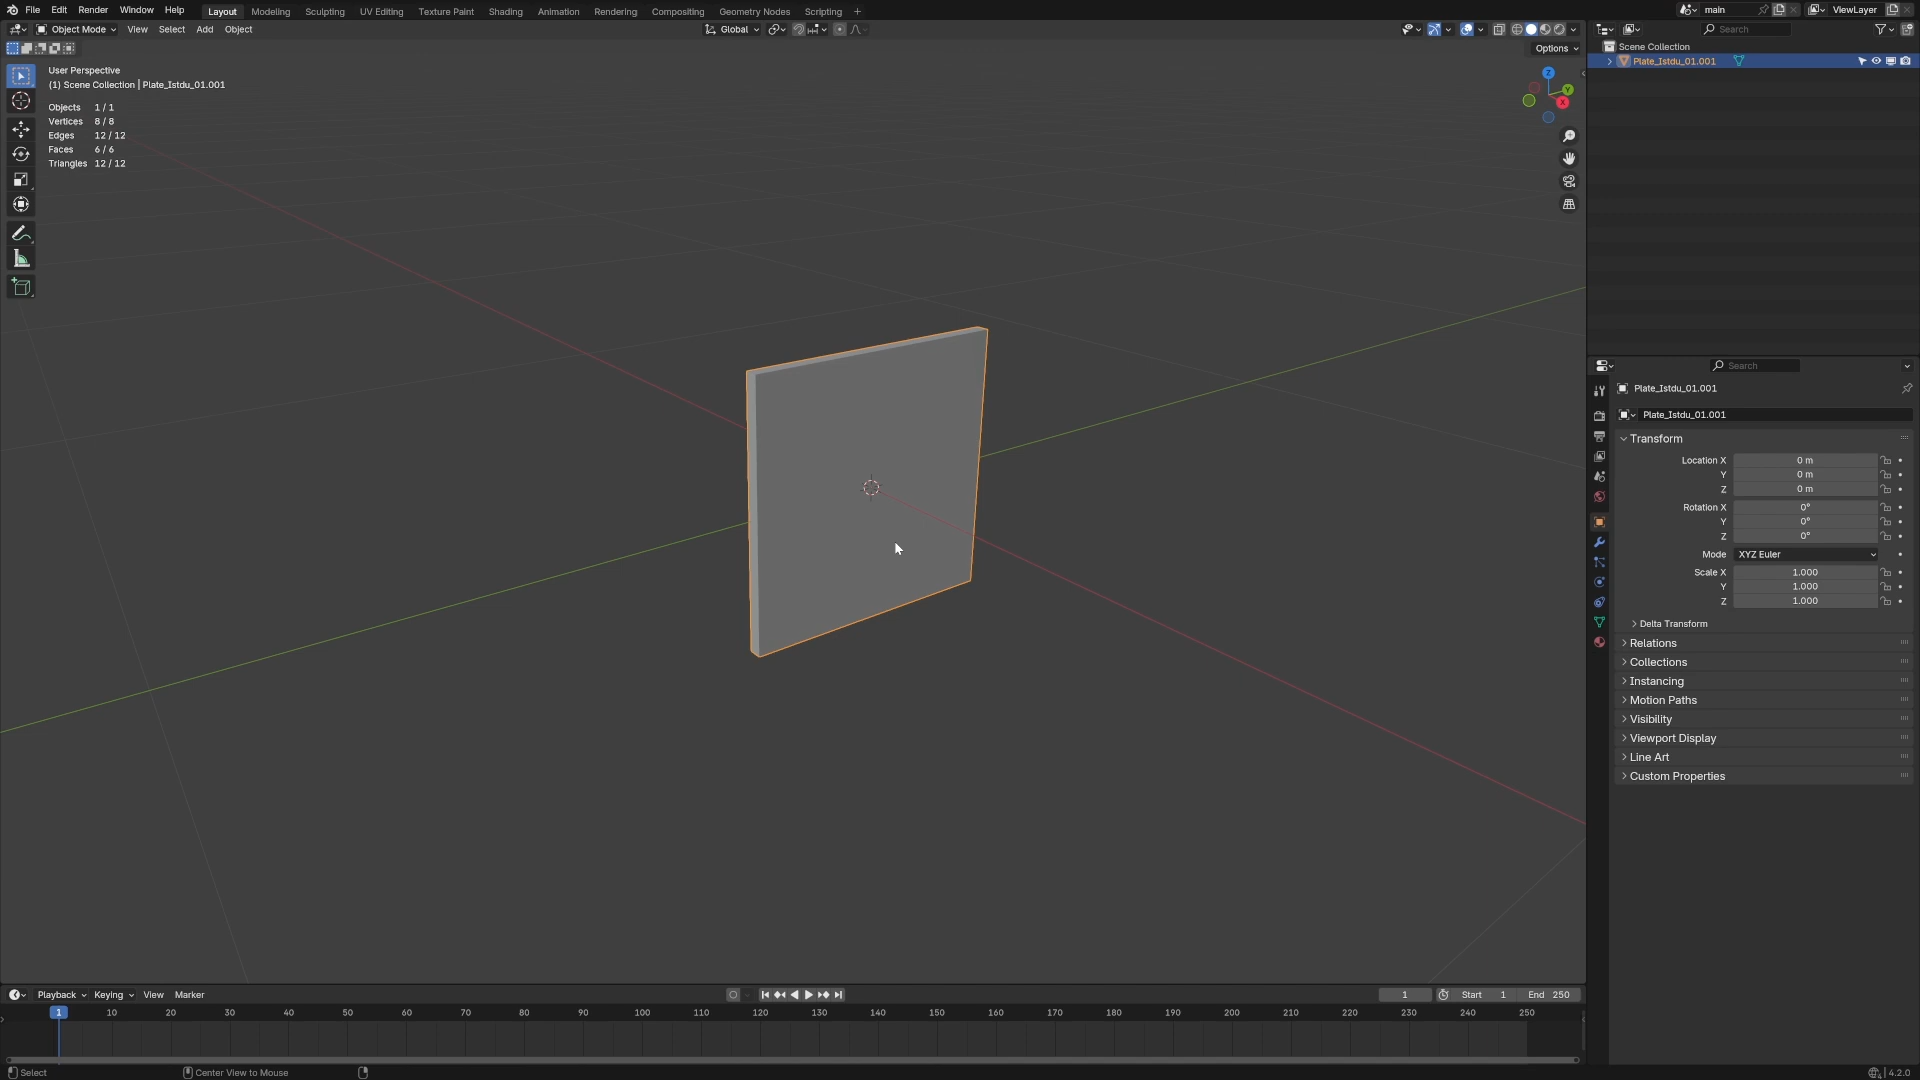 File Edit Render Window Help Layout Modeling Sculpting UV Editing Texture Paint Shading Animation Rendering Compositing Geometry Nodes Scripting + main ViewLayer
Object Mode View Select Add Object Global Search
Options
User Perspective
(1) Scene Collection | Plate_Istdu_01.001
Objects 1 / 1
Vertices 8 / 8
Edges 12 / 12
Faces 6 / 6
Triangles 12 / 12
Z
Y
X
Scene Collection
Plate_Istdu_01.001
Search
Plate_Istdu_01.001
Plate_Istdu_01.001
Transform
Location X 0 m
Y 0 m
Z 0 m
Rotation X 0°
Y 0°
Z 0°
Mode XYZ Euler
Scale X 1.000
Y 1.000
Z 1.000
Delta Transform
Relations
Collections
Instancing
Motion Paths
Visibility
Viewport Display
Line Art
Custom Properties
Playback Keying View Marker 1 Start 1 End 250
1 10 20 30 40 50 60 70 80 90 100 110 120 130 140 150 160 170 180 190 200 210 220 230 240 250
Select Center View to Mouse 4.2.0